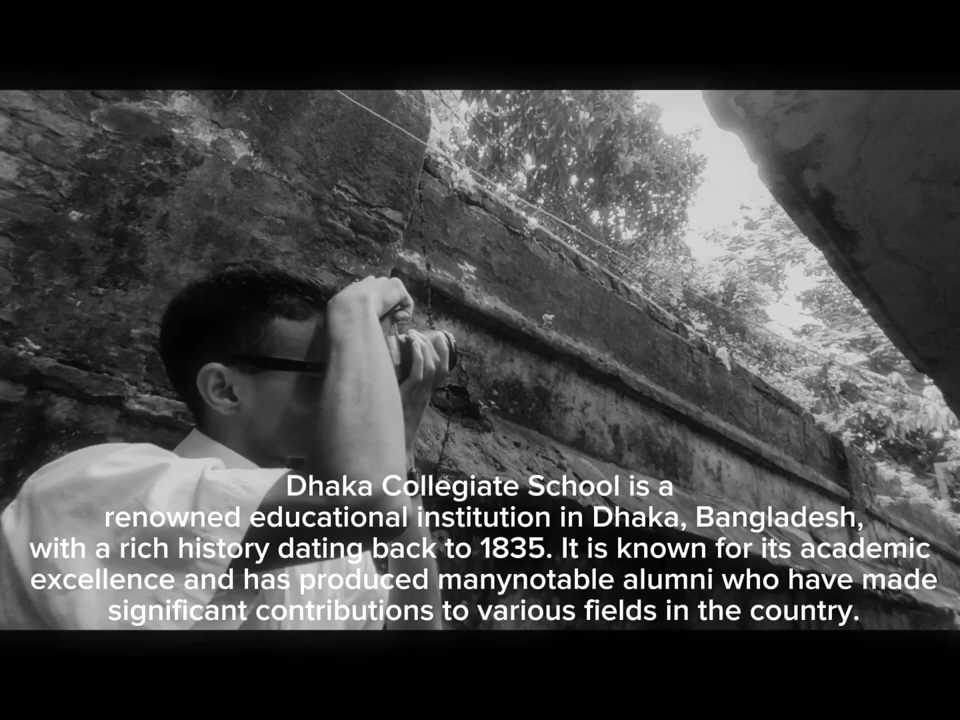 Dhaka Collegiate School is a
renowned educational institution in Dhaka, Bangladesh,
with a rich history dating back to 1835. It is known for its academic
excellence and has produced manynotable alumni who have made
significant contributions to various fields in the country.